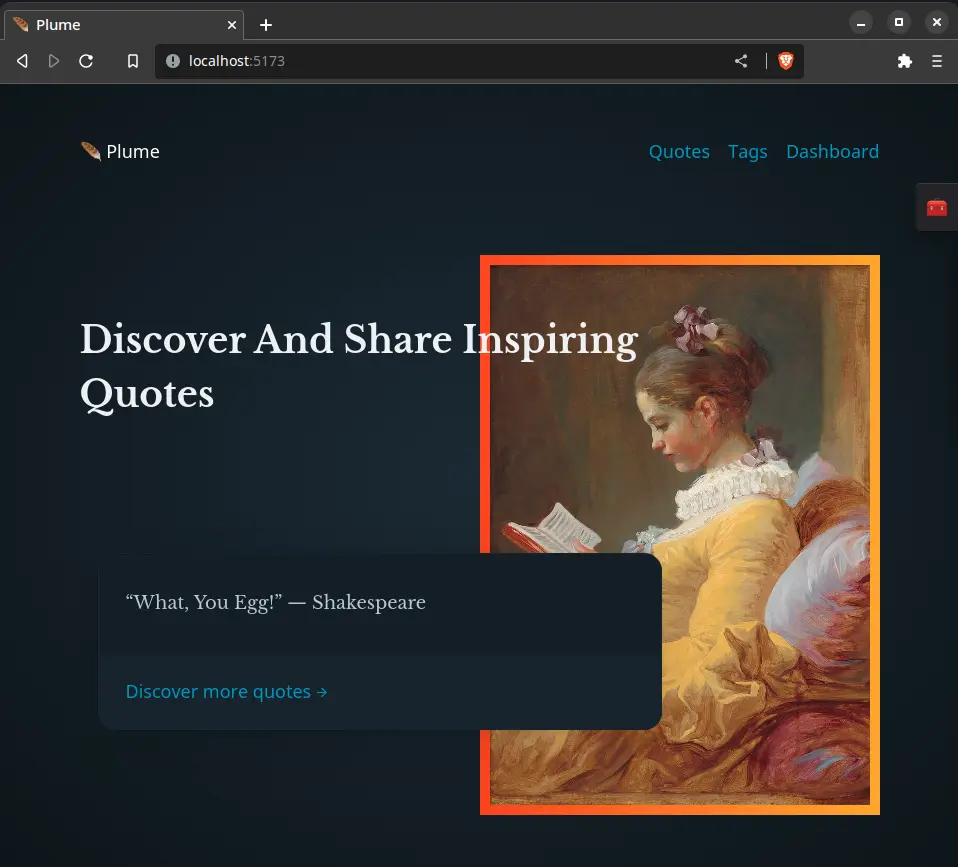 Plume
localhost:5173
Plume
Quotes Tags Dashboard
Discover And Share Inspiring
Quotes
“What, You Egg!” — Shakespeare
Discover more quotes →